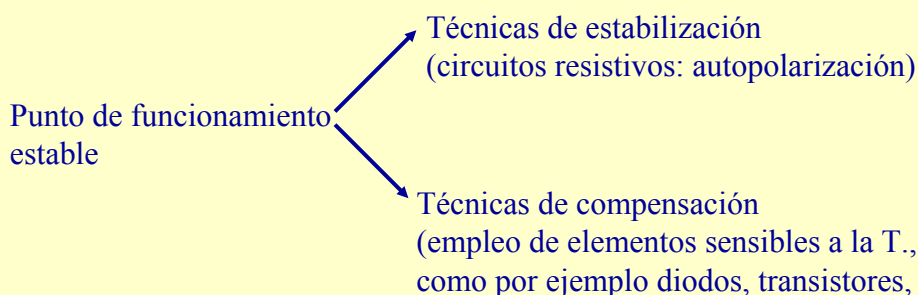 Técnicas de estabilización
(circuitos resistivos: autopolarización)
Punto de funcionamiento
estable
Técnicas de compensación
(empleo de elementos sensibles a la T.,
como por ejemplo diodos, transistores,